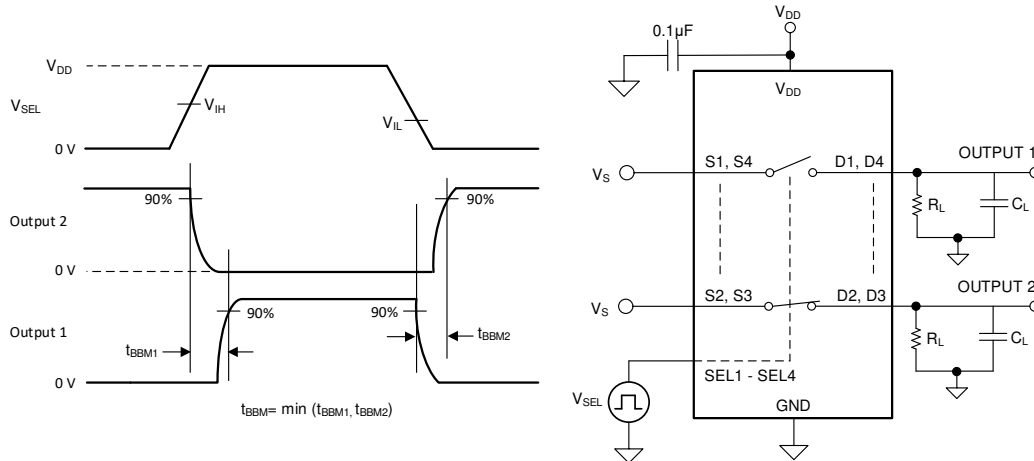 V_DD
V_SEL
V_IH
V_IL
0 V
90%
90%
Output 2
0 V
90%
90%
Output 1
t_BBM1
t_BBM2
0 V
t_BBM= min (t_BBM1, t_BBM2)
V_DD
0.1µF
V_DD
OUTPUT 1
S1, S4
D1, D4
V_S
R_L
C_L
OUTPUT 2
S2, S3
D2, D3
V_S
R_L
C_L
SEL1 - SEL4
V_SEL
GND